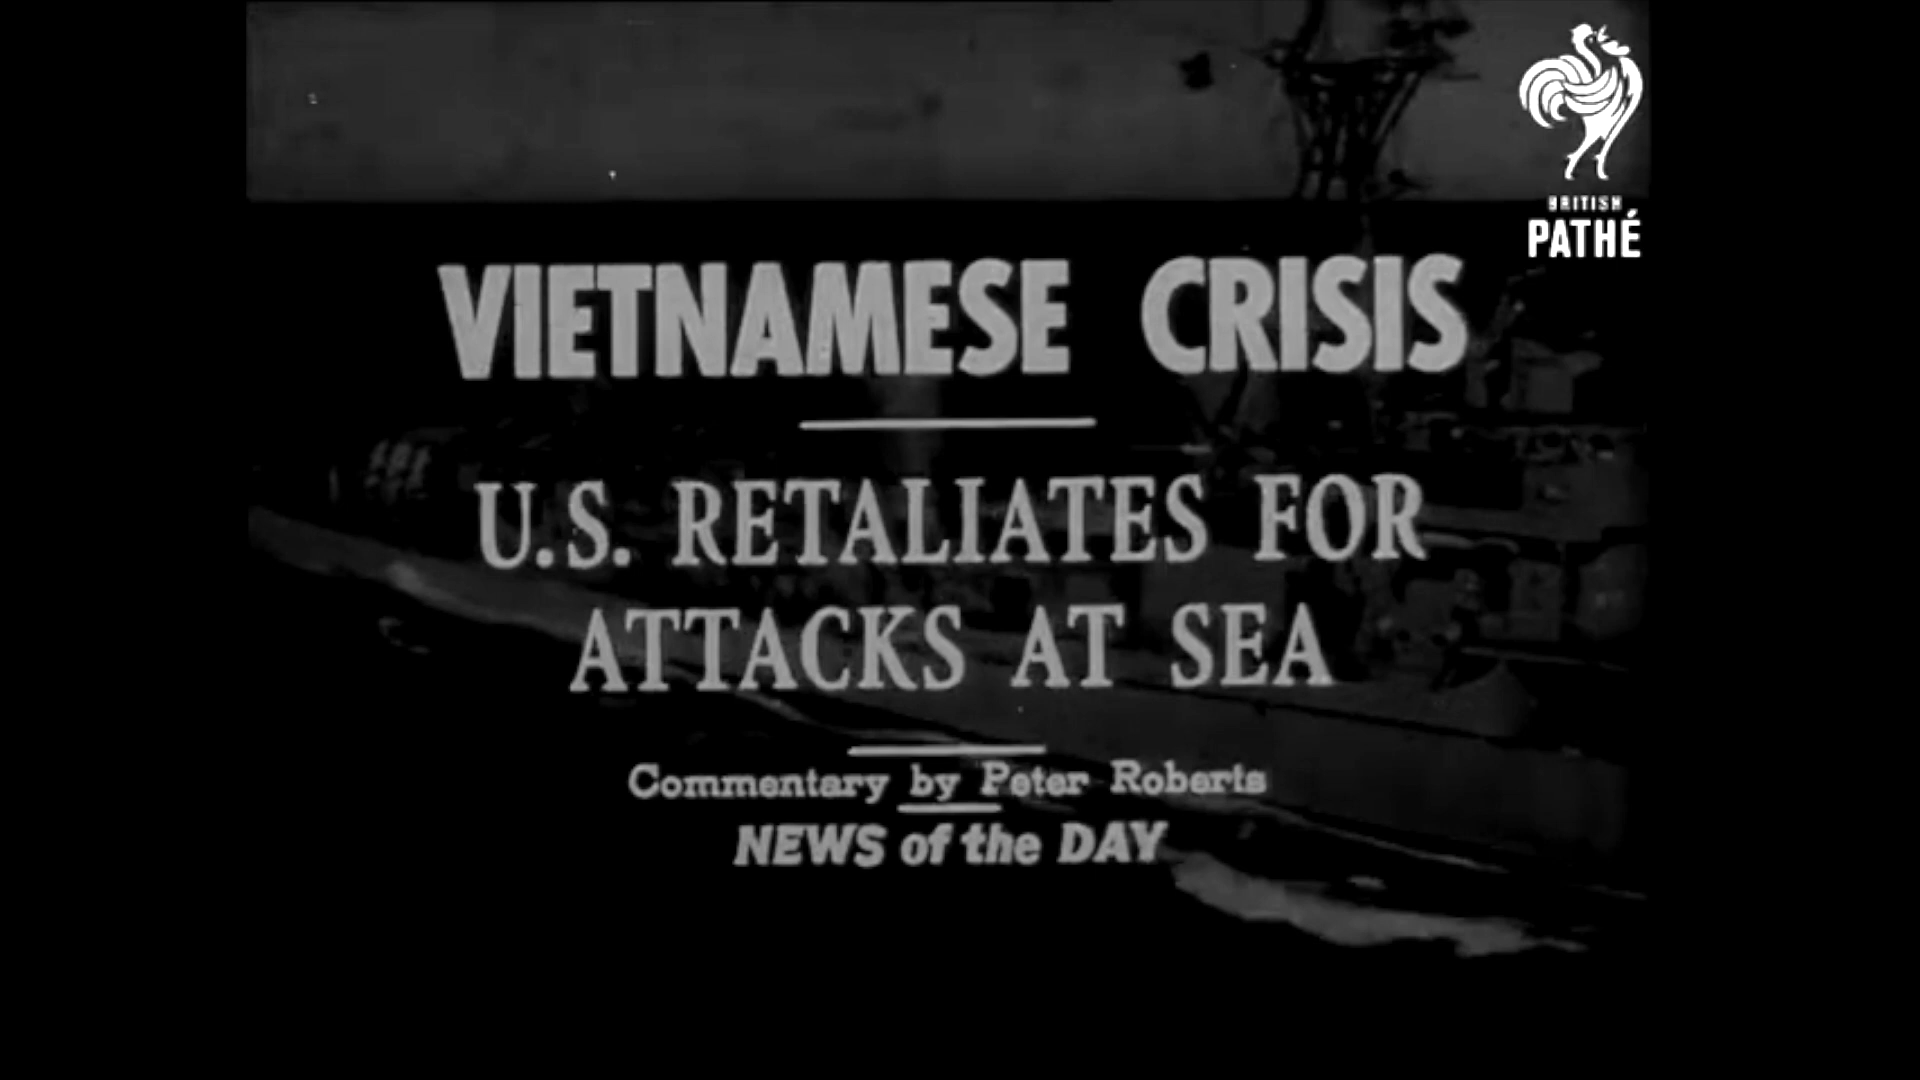 BRITISH
PATHÉ
VIETNAMESE CRISIS
U.S. RETALIATES FOR
ATTACKS AT SEA
Commentary by Peter Roberts
NEWS of the DAY